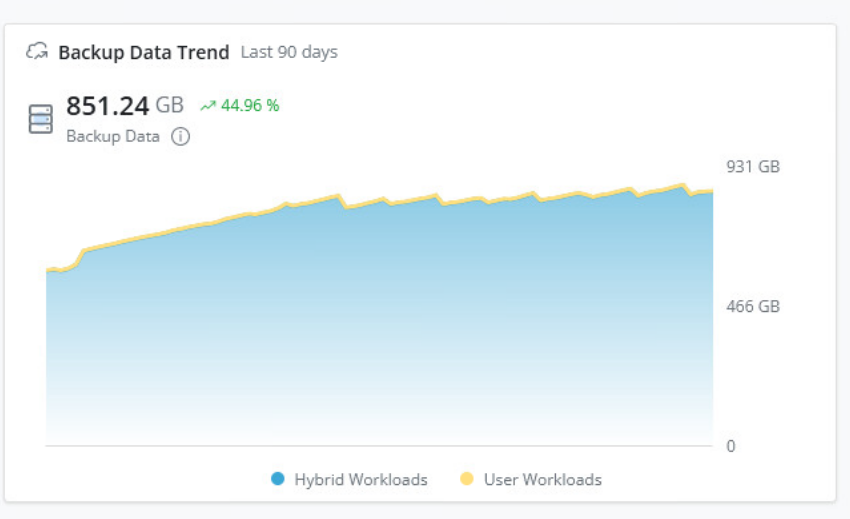 Backup Data Trend Last 90 days
851.24 GB 44.96 %
Backup Data
931 GB
466 GB
0
Hybrid Workloads User Workloads